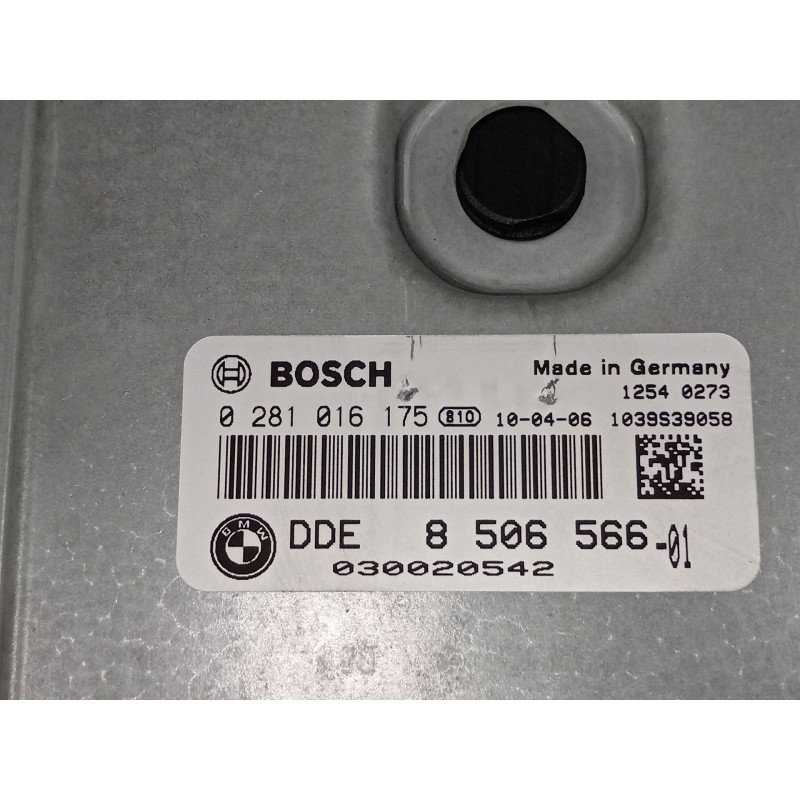 BOSCH Made in Germany
1254 0273
0 281 016 175 810 10-04-06 1039S39058
BMW DDE 8 506 566-01
030020542